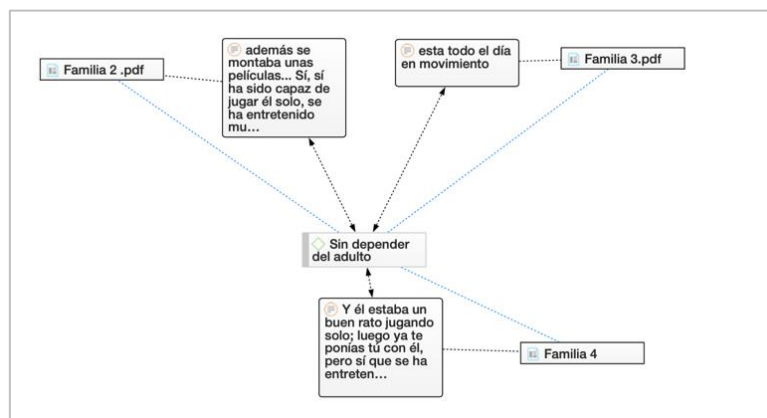 Familia 2 .pdf
además se
montaba unas
películas... Sí, sí
ha sido capaz de
jugar él solo, se
ha entretenido
mu...
esta todo el día
en movimiento
Familia 3.pdf
Sin depender
del adulto
Y él estaba un
buen rato jugando
solo; luego ya te
ponías tú con él,
pero sí que se ha
entreten...
Familia 4